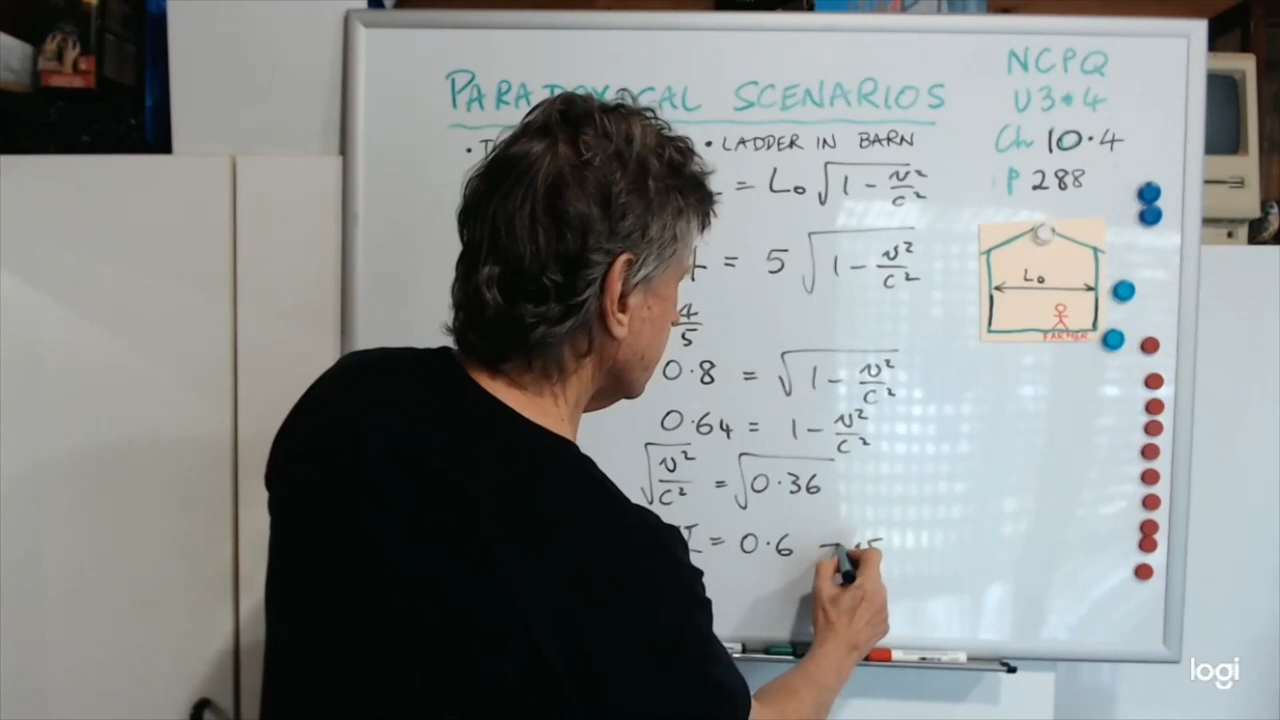 SCENARIOS
NCPQ
U3•4
Ch 10.4
p 288
• LADDER IN BARN
= L₀ √1 - v²/c²
= 5 √1 - v²/c²
4/5
0.8 = √1 - v²/c²
0.64 = 1 - v²/c²
√v²/c² = √0.36
= 0.6
L₀
FARMER
logi